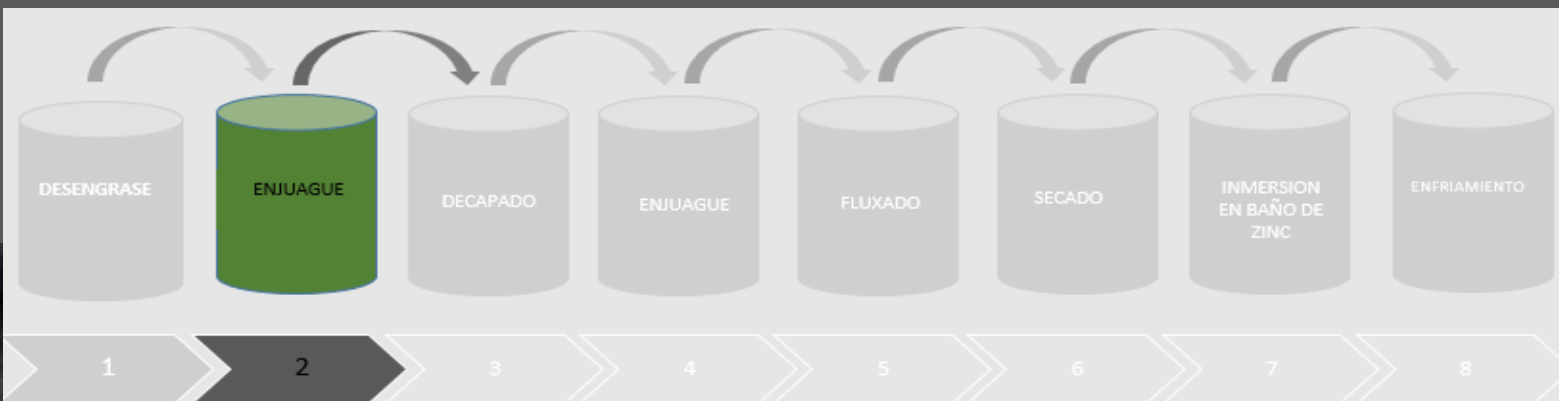 DESENGRASE
ENJUAGUE
DECAPADO
ENJUAGUE
FLUXADO
SECADO
INMERSION
EN BAÑO DE
ZINC
ENFRIAMIENTO
1
2
3
4
5
6
7
8